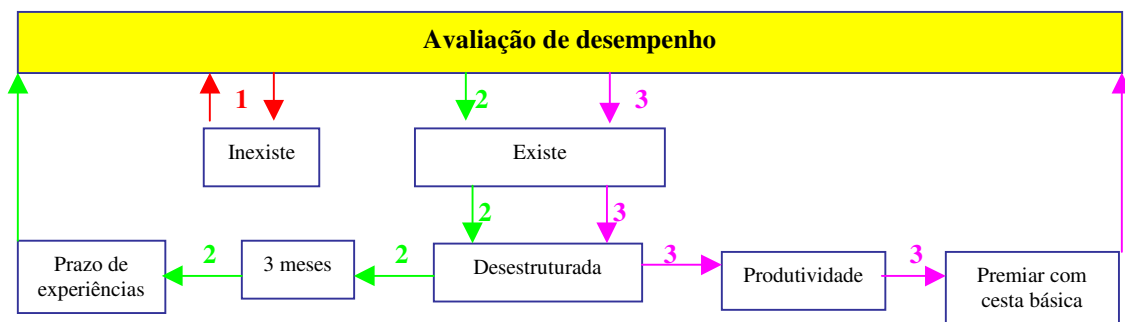 Avaliação de desempenho
1
2
3
Inexiste
Existe
2
3
Prazo de
experiências
2
3 meses
2
Desestruturada
3
Produtividade
3
Premiar com
cesta básica